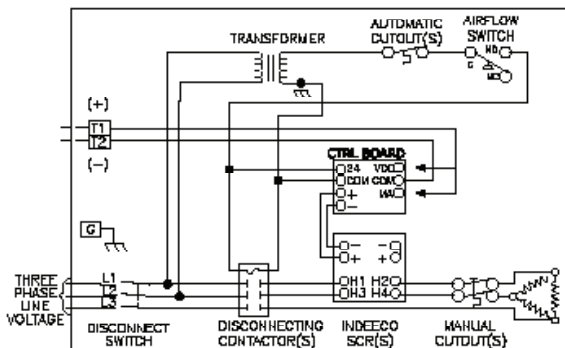 AUTOMATIC
CUTOUT(S)
AIRFLOW
SWITCH
TRANSFORMER
NO
C
NC
(+)
T1
T2
(-)
CTRL BOARD
24 VDC
COM COM
+ MA
-
G
- -
+ +
THREE
PHASE
LINE
VOLTAGE
L1
L2
L3
H1 H2
H3 H4
DISCONNECT
SWITCH
DISCONNECTING
CONTACTOR(S)
INDEECO
SCR(S)
MANUAL
CUTOUT(S)